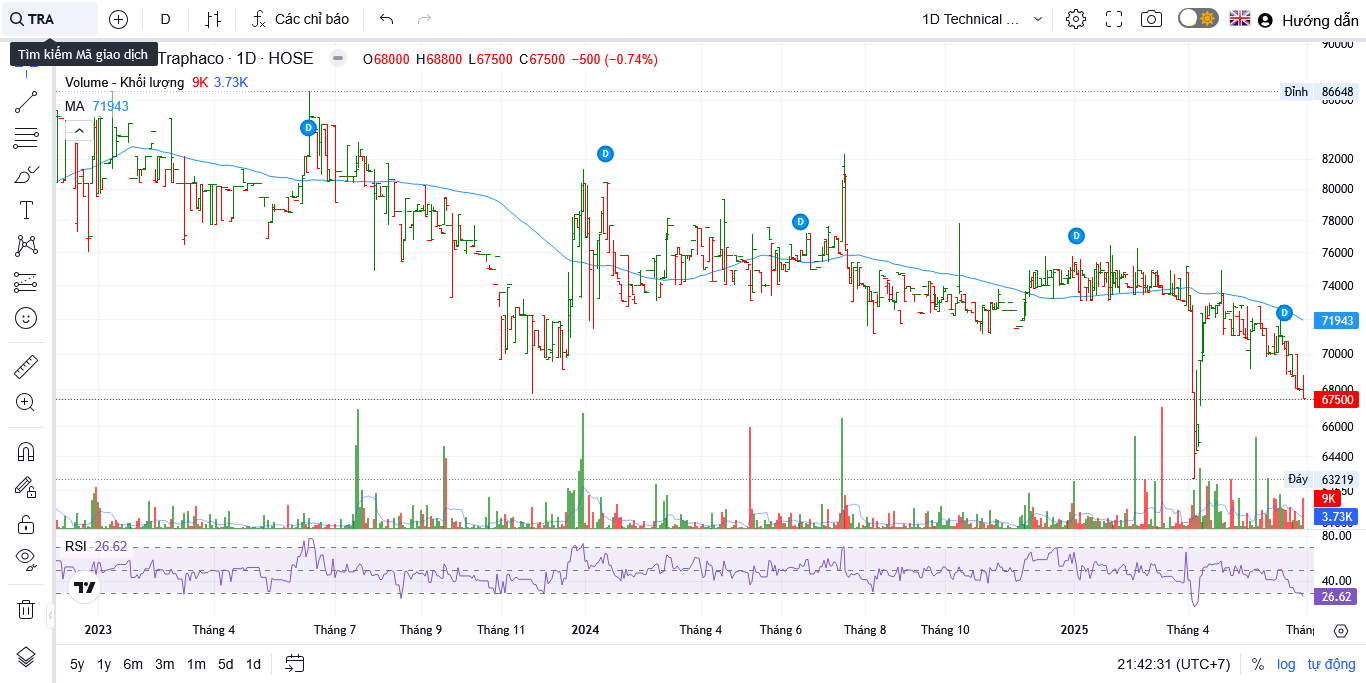 TRA
D
Các chỉ báo
1D Technical ...
Hướng dẫn
Tìm kiếm Mã giao dịch
Traphaco · 1D · HOSE
O68000 H68800 L67500 C67500 −500 (−0.74%)
Volume - Khối lượng 9K 3.73K
MA 71943
90000
Đỉnh 86648
86000
82000
80000
78000
76000
74000
71943
70000
68000
67500
66000
64400
Đáy 63219
9K
3.73K
D
D
D
D
D
RSI 26.62
80.00
40.00
26.62
2023
Tháng 4
Tháng 7
Tháng 9
Tháng 11
2024
Tháng 4
Tháng 6
Tháng 8
Tháng 10
2025
Tháng 4
5y
1y
6m
3m
1m
5d
1d
21:42:31 (UTC+7)
%
log
tự động